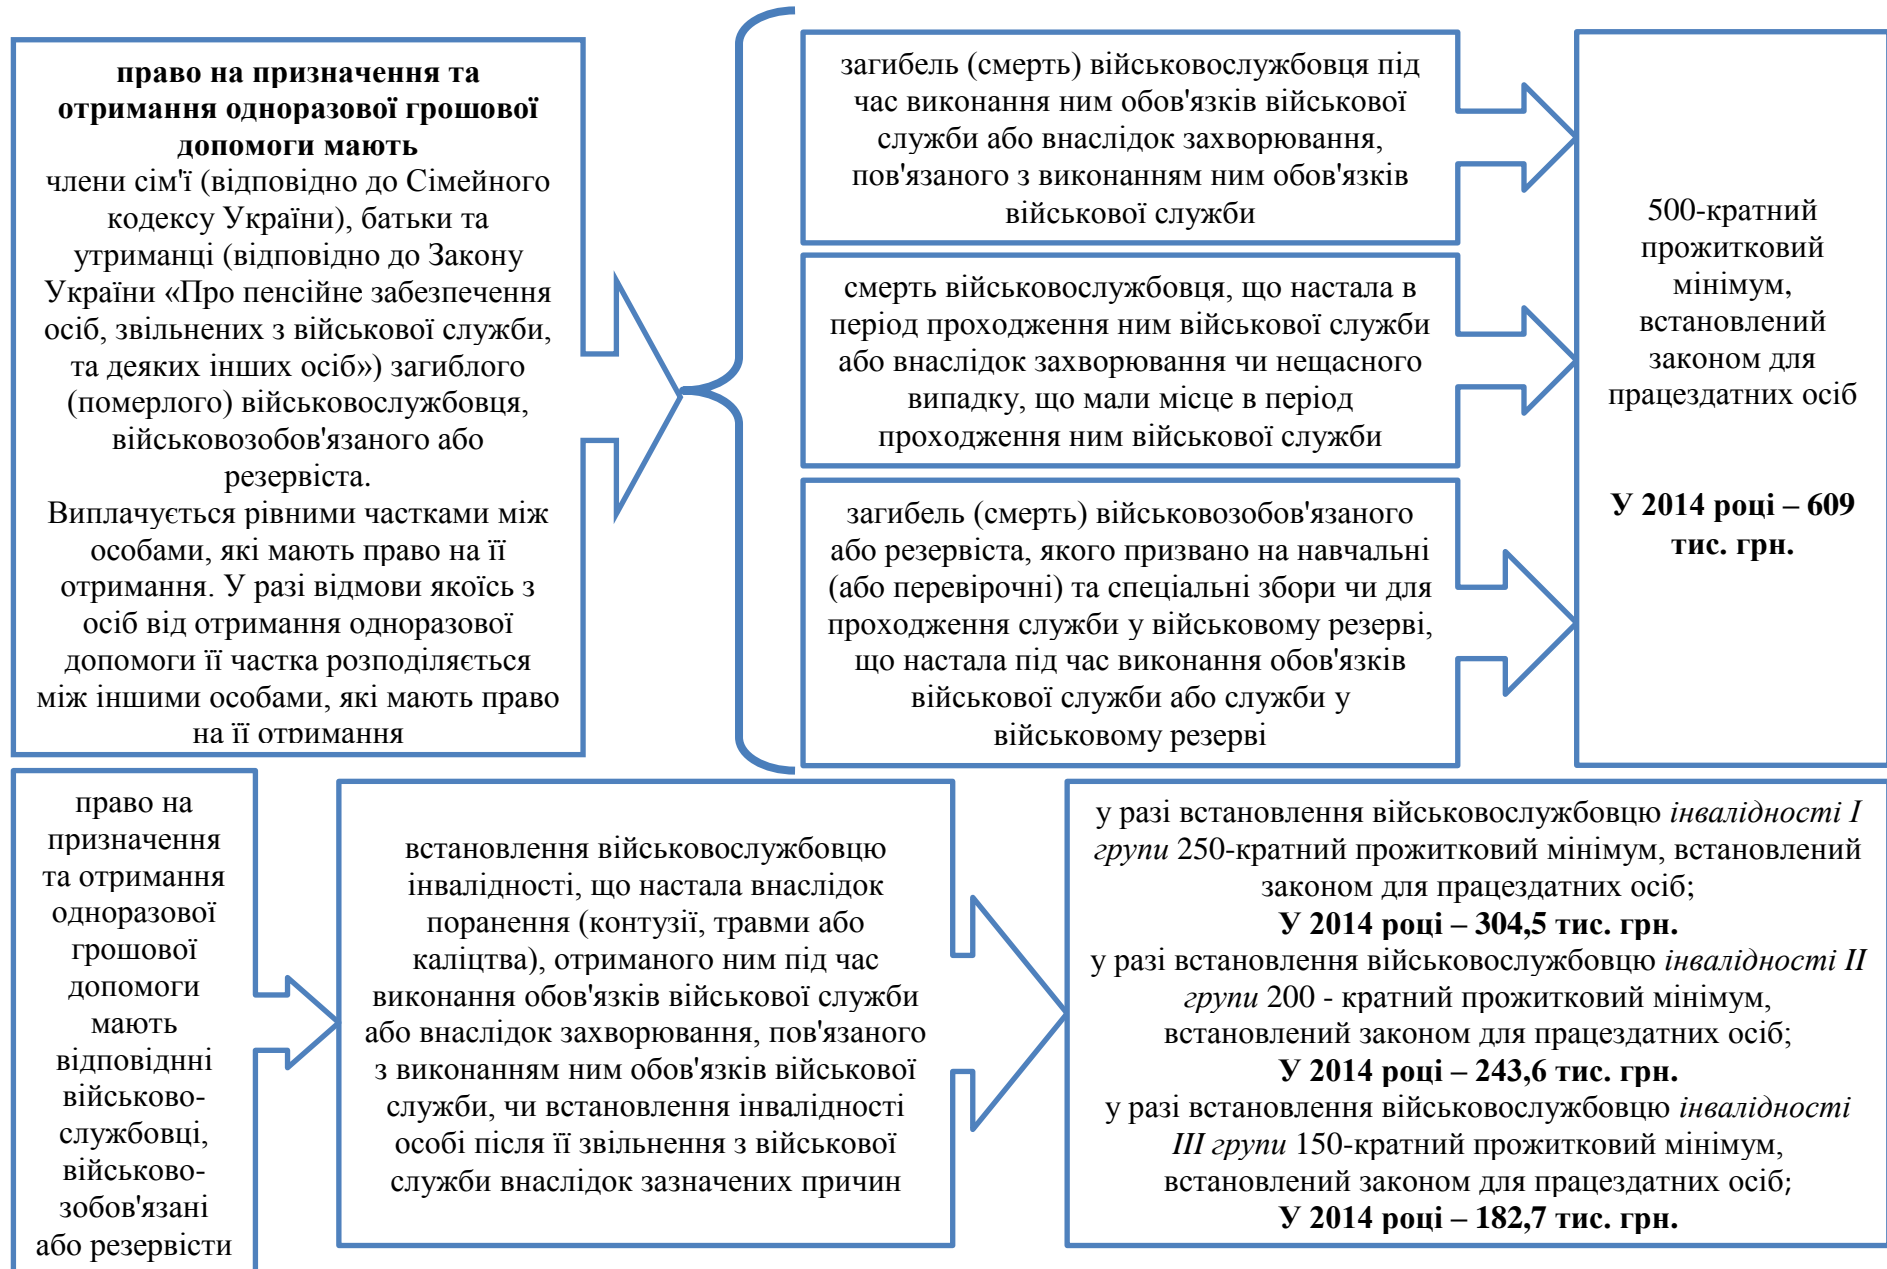 право на призначення та
отримання одноразової грошової
допомоги мають
члени сім'ї (відповідно до Сімейного
кодексу України), батьки та
утриманці (відповідно до Закону
України «Про пенсійне забезпечення
осіб, звільнених з військової служби,
та деяких інших осіб») загиблого
(померлого) військовослужбовця,
військовозобов'язаного або
резервіста.
Виплачується рівними частками між
особами, які мають право на її
отримання. У разі відмови якоїсь з
осіб від отримання одноразової
допомоги її частка розподіляється
між іншими особами, які мають право
на її отримання
загибель (смерть) військовослужбовця під
час виконання ним обов'язків військової
служби або внаслідок захворювання,
пов'язаного з виконанням ним обов'язків
військової служби
смерть військовослужбовця, що настала в
період проходження ним військової служби
або внаслідок захворювання чи нещасного
випадку, що мали місце в період
проходження ним військової служби
загибель (смерть) військовозобов'язаного
або резервіста, якого призвано на навчальні
(або перевірочні) та спеціальні збори чи для
проходження служби у військовому резерві,
що настала під час виконання обов'язків
військової служби або служби у
військовому резерві
500-кратний
прожитковий
мінімум,
встановлений
законом для
працездатних осіб
У 2014 році – 609
тис. грн.
право на
призначення
та отримання
одноразової
грошової
допомоги
мають
відповіднні
військово-
службовці,
військово-
зобов'язані
або резервісти
встановлення військовослужбовцю
інвалідності, що настала внаслідок
поранення (контузії, травми або
каліцтва), отриманого ним під час
виконання обов'язків військової служби
або внаслідок захворювання, пов'язаного
з виконанням ним обов'язків військової
служби, чи встановлення інвалідності
особі після її звільнення з військової
служби внаслідок зазначених причин
у разі встановлення військовослужбовцю інвалідності І
групи 250-кратний прожитковий мінімум, встановлений
законом для працездатних осіб;
У 2014 році – 304,5 тис. грн.
у разі встановлення військовослужбовцю інвалідності ІІ
групи 200 - кратний прожитковий мінімум,
встановлений законом для працездатних осіб;
У 2014 році – 243,6 тис. грн.
у разі встановлення військовослужбовцю інвалідності
ІІІ групи 150-кратний прожитковий мінімум,
встановлений законом для працездатних осіб;
У 2014 році – 182,7 тис. грн.